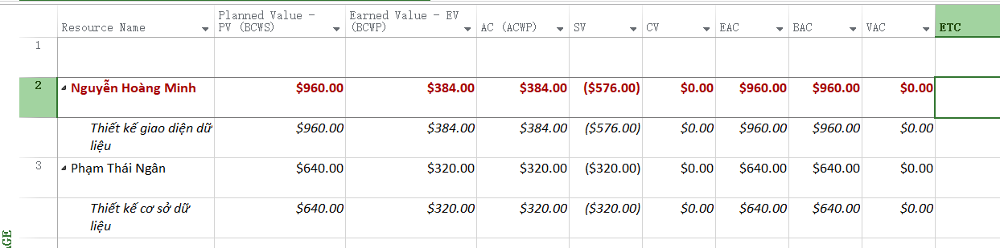 Resource Name Planned Value - PV (BCWS) Earned Value - EV (BCWP) AC (ACWP) SV CV EAC BAC VAC ETC
1
2 Nguyễn Hoàng Minh $960.00 $384.00 $384.00 ($576.00) $0.00 $960.00 $960.00 $0.00
Thiết kế giao diện dữ liệu $960.00 $384.00 $384.00 ($576.00) $0.00 $960.00 $960.00 $0.00
3 Phạm Thái Ngân $640.00 $320.00 $320.00 ($320.00) $0.00 $640.00 $640.00 $0.00
Thiết kế cơ sở dữ liệu $640.00 $320.00 $320.00 ($320.00) $0.00 $640.00 $640.00 $0.00